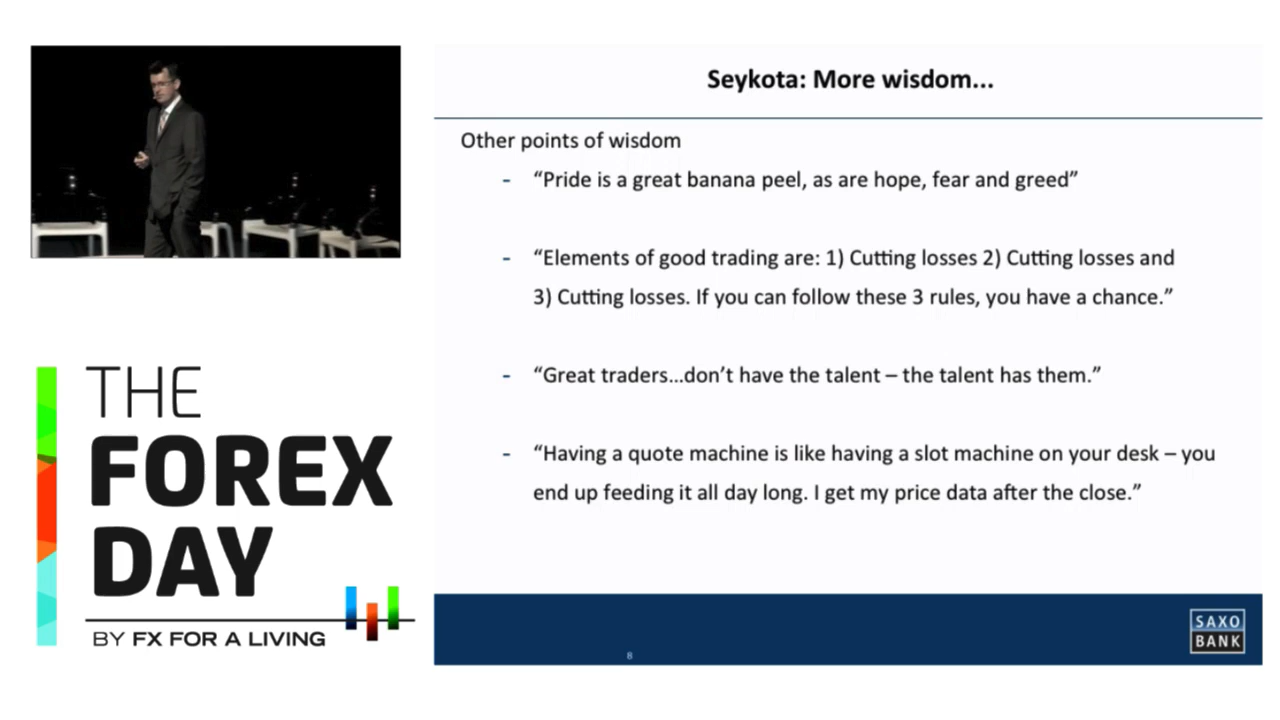 Seykota: More wisdom...
Other points of wisdom
- “Pride is a great banana peel, as are hope, fear and greed”
- “Elements of good trading are: 1) Cutting losses 2) Cutting losses and
3) Cutting losses. If you can follow these 3 rules, you have a chance.”
- “Great traders...don’t have the talent – the talent has them.”
- “Having a quote machine is like having a slot machine on your desk – you
end up feeding it all day long. I get my price data after the close.”
8
SAXO
BANK
THE
FOREX
DAY
BY FX FOR A LIVING